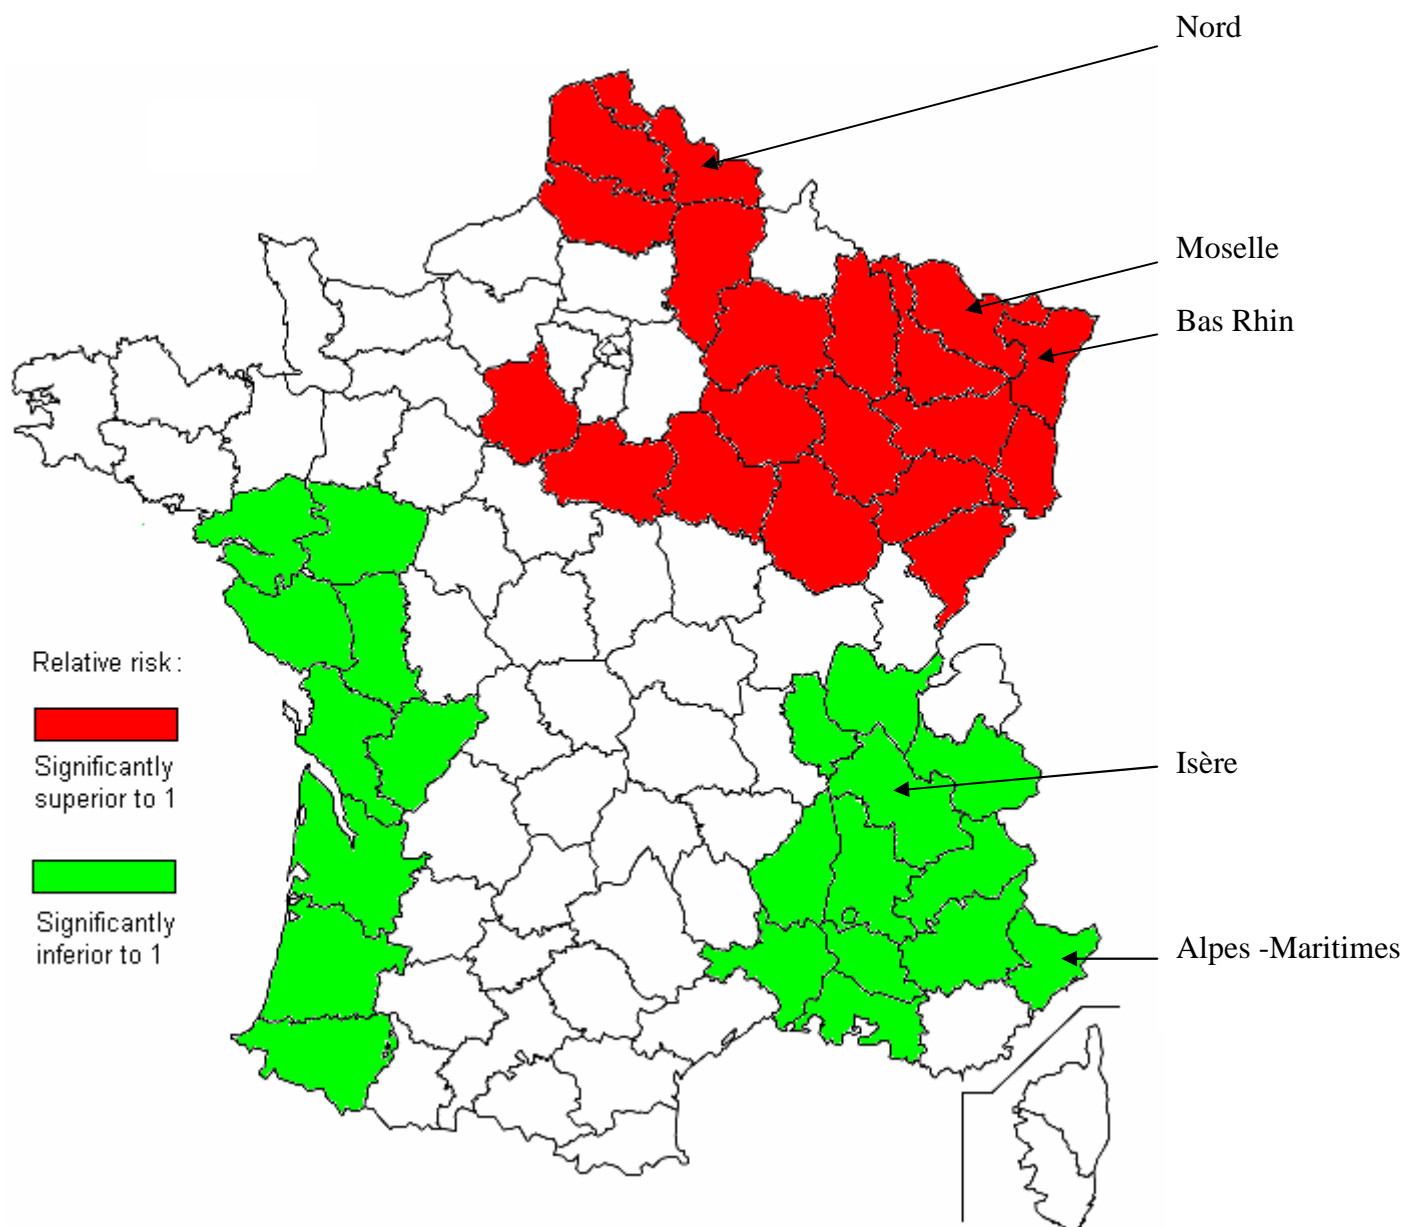 Nord
Moselle
Bas Rhin
Relative risk :
Significantly
superior to 1
Isère
Significantly
inferior to 1
Alpes -Maritimes